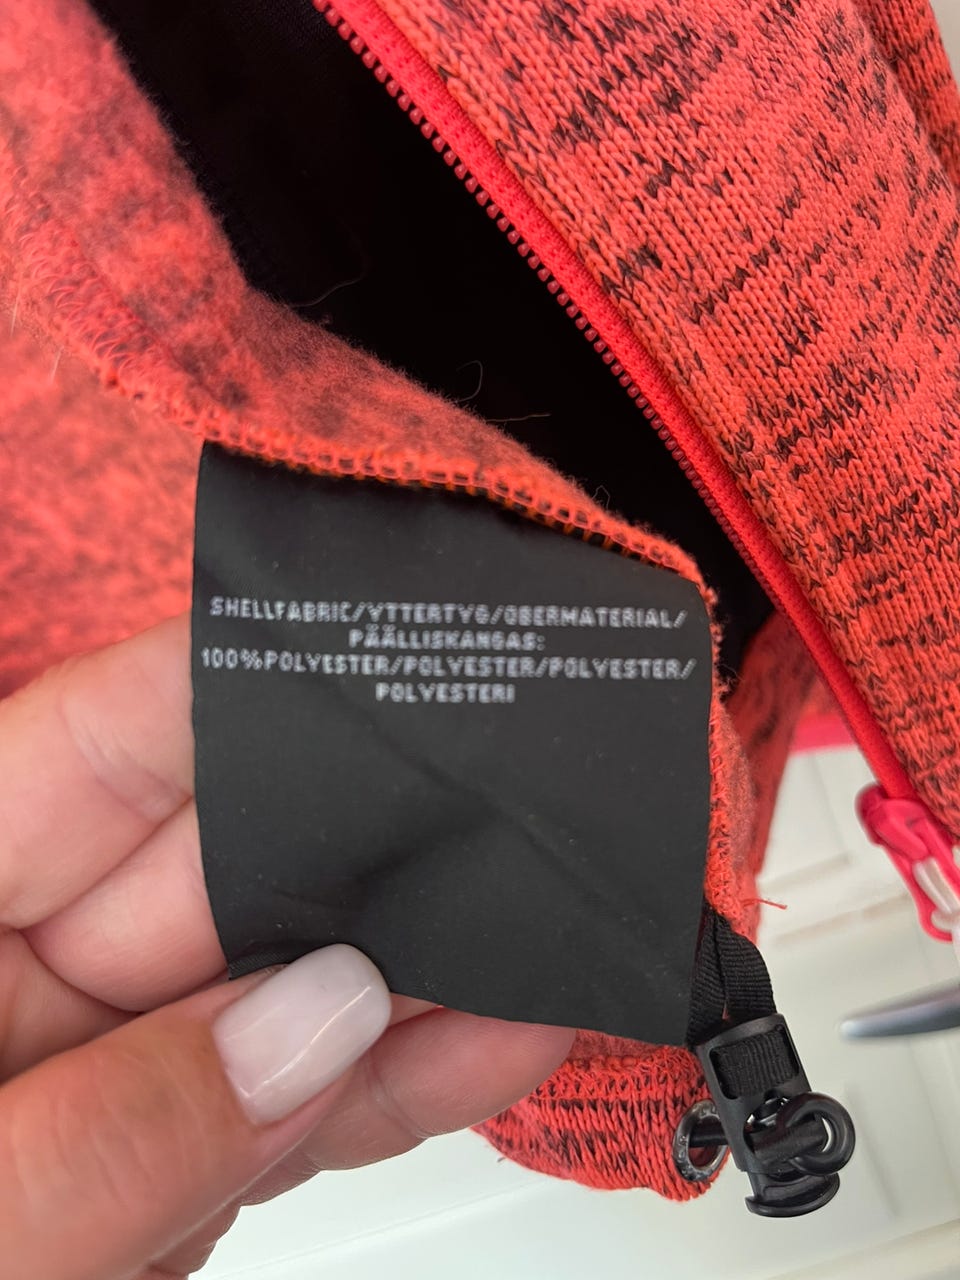 SHELLFABRIC/YTTERTYG/OBERMATERIAL/
PÄÄLLISKANGAS:
100%POLYESTER/POLYESTER/POLYESTER/
POLYESTERI